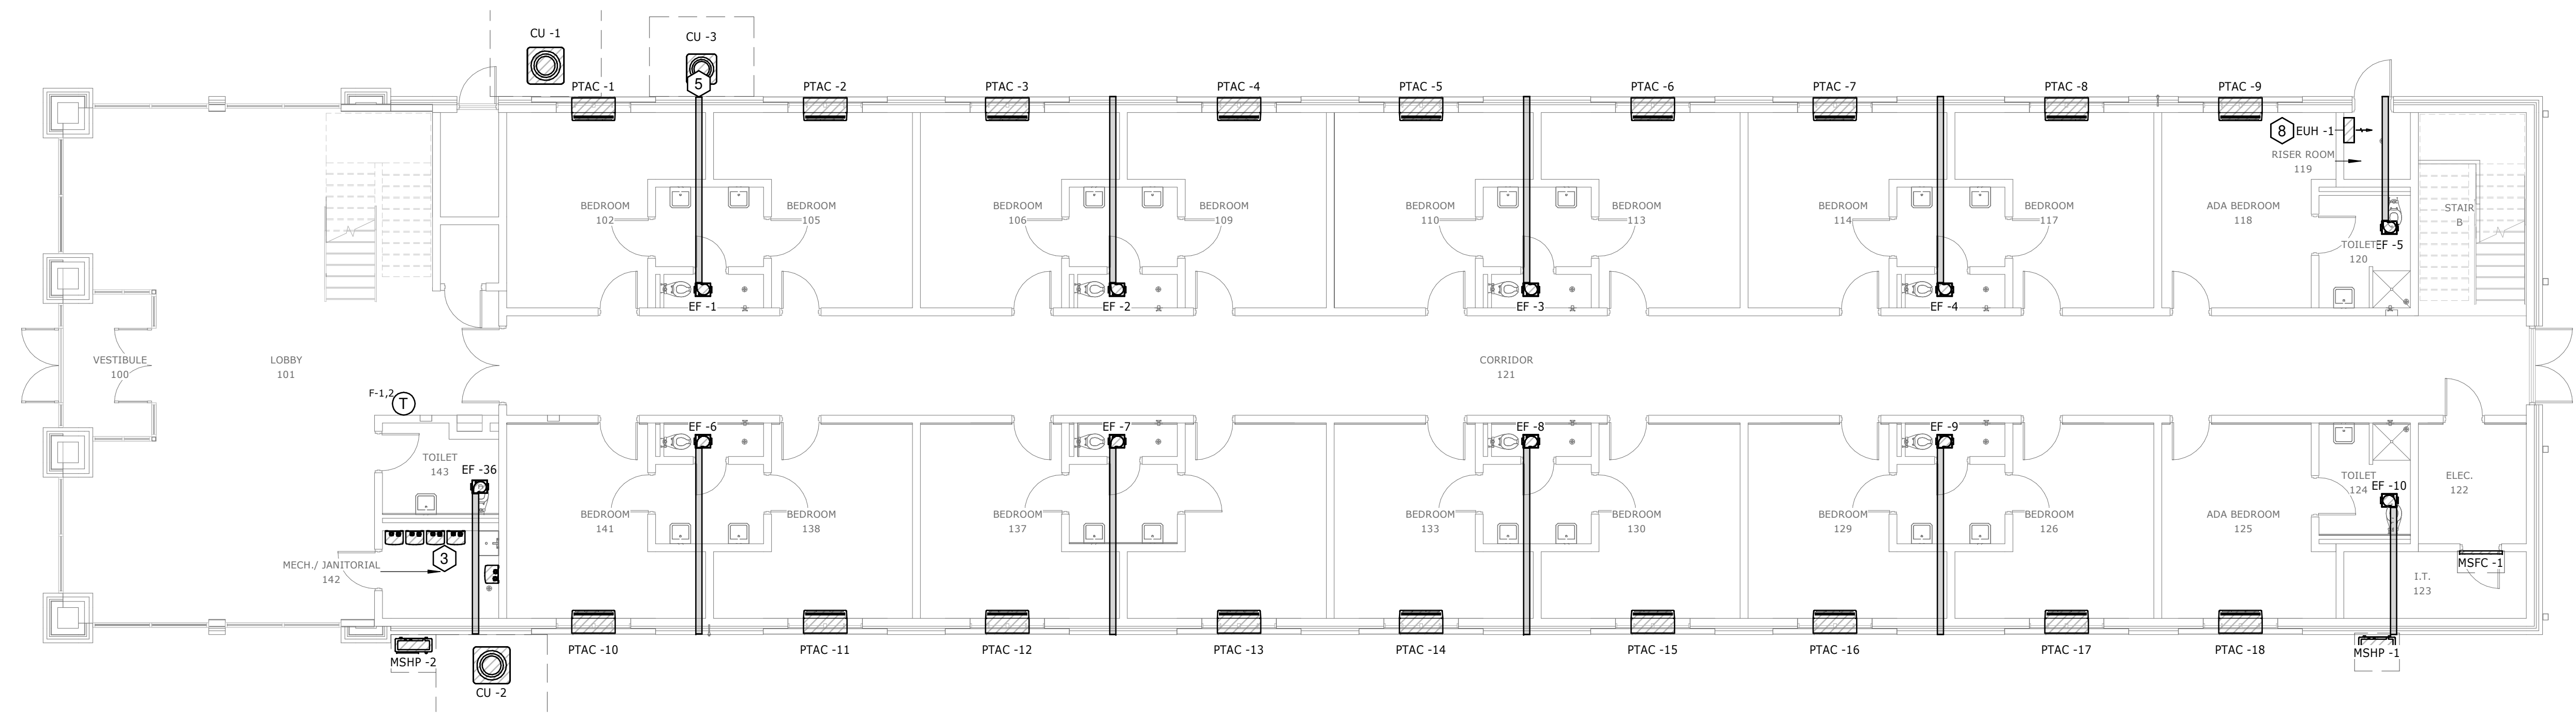 CU -1
CU -3
5
PTAC -1
PTAC -2
PTAC -3
PTAC -4
PTAC -5
PTAC -6
PTAC -7
PTAC -8
PTAC -9
8
EUH -1
RISER ROOM
119
BEDROOM
102
BEDROOM
105
BEDROOM
106
BEDROOM
109
BEDROOM
110
BEDROOM
113
BEDROOM
114
BEDROOM
117
ADA BEDROOM
118
STAIR
B
TOILET
120
EF -5
EF -1
EF -2
EF -3
EF -4
VESTIBULE
100
LOBBY
101
CORRIDOR
121
F-1,2
T
EF -6
EF -7
EF -8
EF -9
TOILET
143
EF -36
TOILET
124
EF -10
ELEC.
122
BEDROOM
141
BEDROOM
138
BEDROOM
137
BEDROOM
133
BEDROOM
130
BEDROOM
129
BEDROOM
126
ADA BEDROOM
125
3
MECH./ JANITORIAL
142
MSFC -1
I.T.
123
PTAC -10
PTAC -11
PTAC -12
PTAC -13
PTAC -14
PTAC -15
PTAC -16
PTAC -17
PTAC -18
MSHP -1
MSHP -2
CU -2